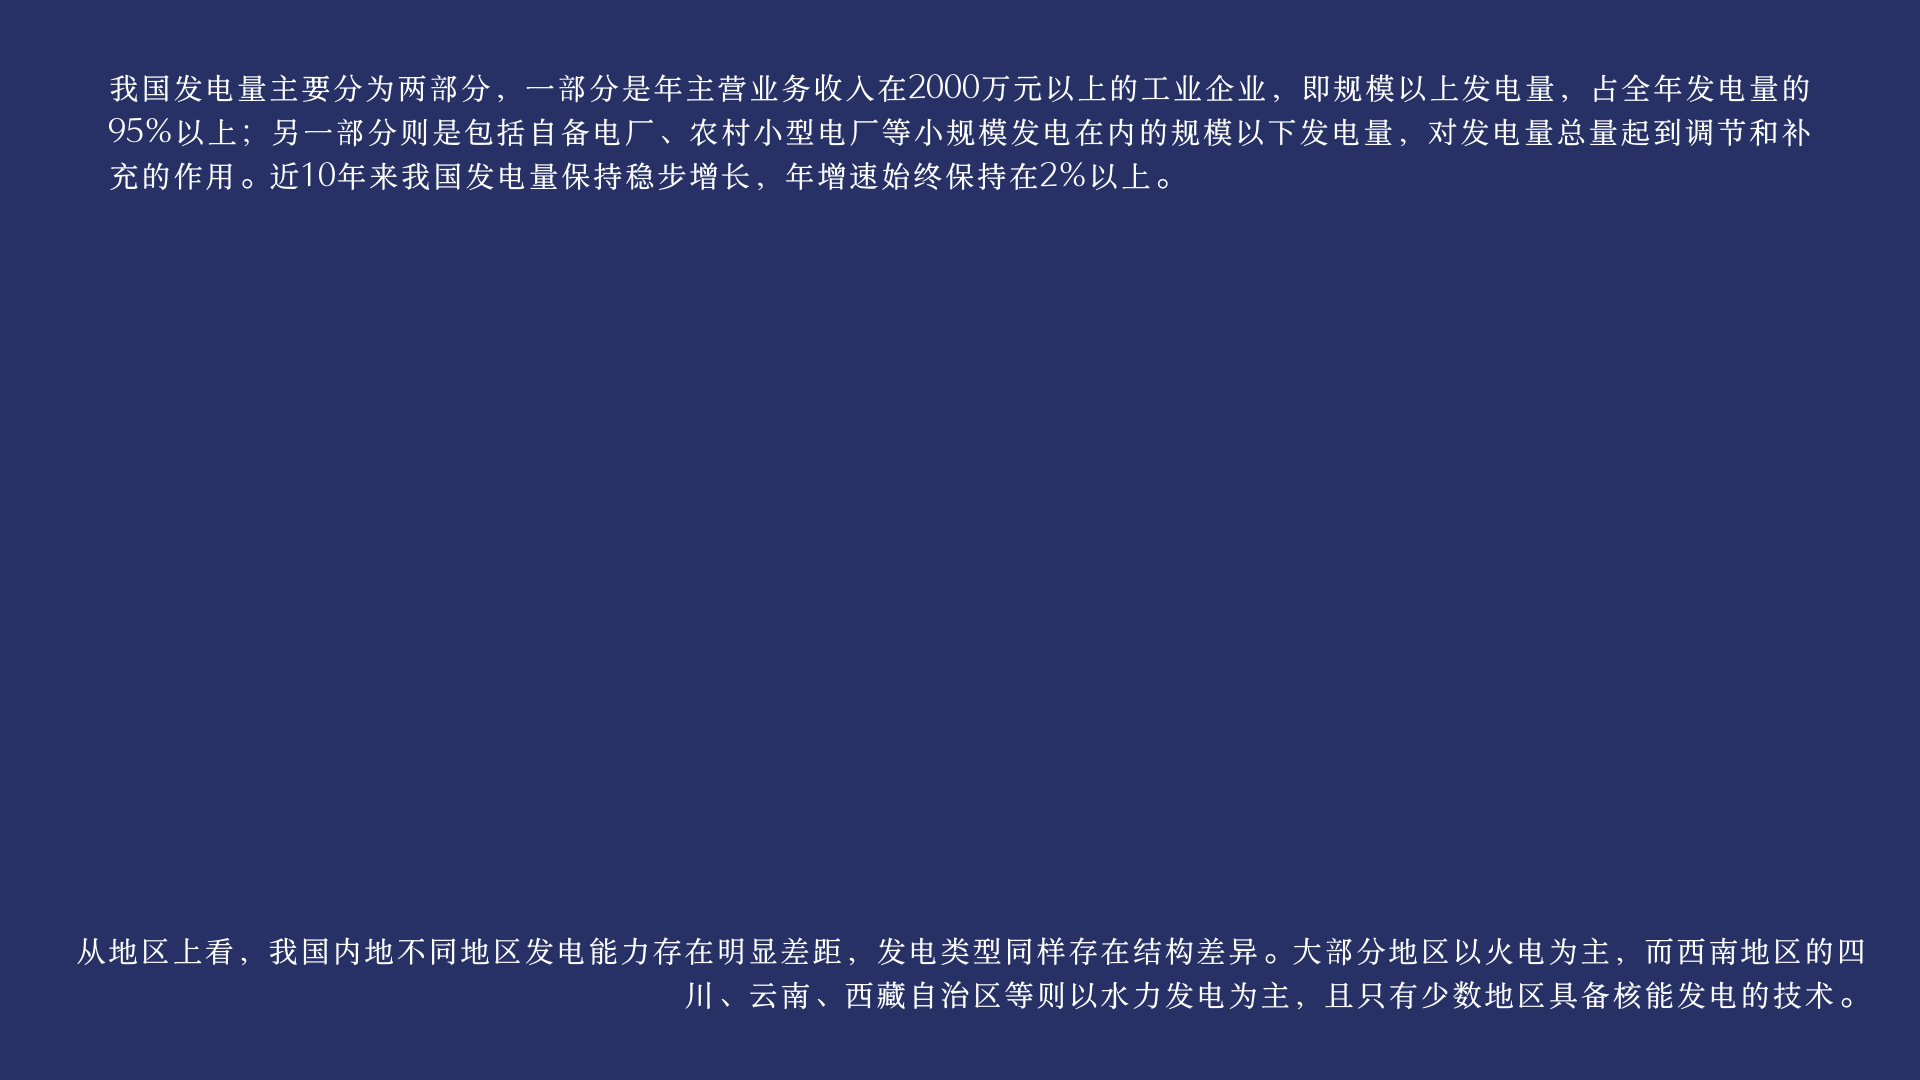 我国发电量主要分为两部分，一部分是年主营业务收入在2000万元以上的工业企业，即规模以上发电量，占全年发电量的
95%以上；另一部分则是包括自备电厂、农村小型电厂等小规模发电在内的规模以下发电量，对发电量总量起到调节和补
充的作用。近10年来我国发电量保持稳步增长，年增速始终保持在2%以上。
从地区上看，我国内地不同地区发电能力存在明显差距，发电类型同样存在结构差异。大部分地区以火电为主，而西南地区的四
川、云南、西藏自治区等则以水力发电为主，且只有少数地区具备核能发电的技术。